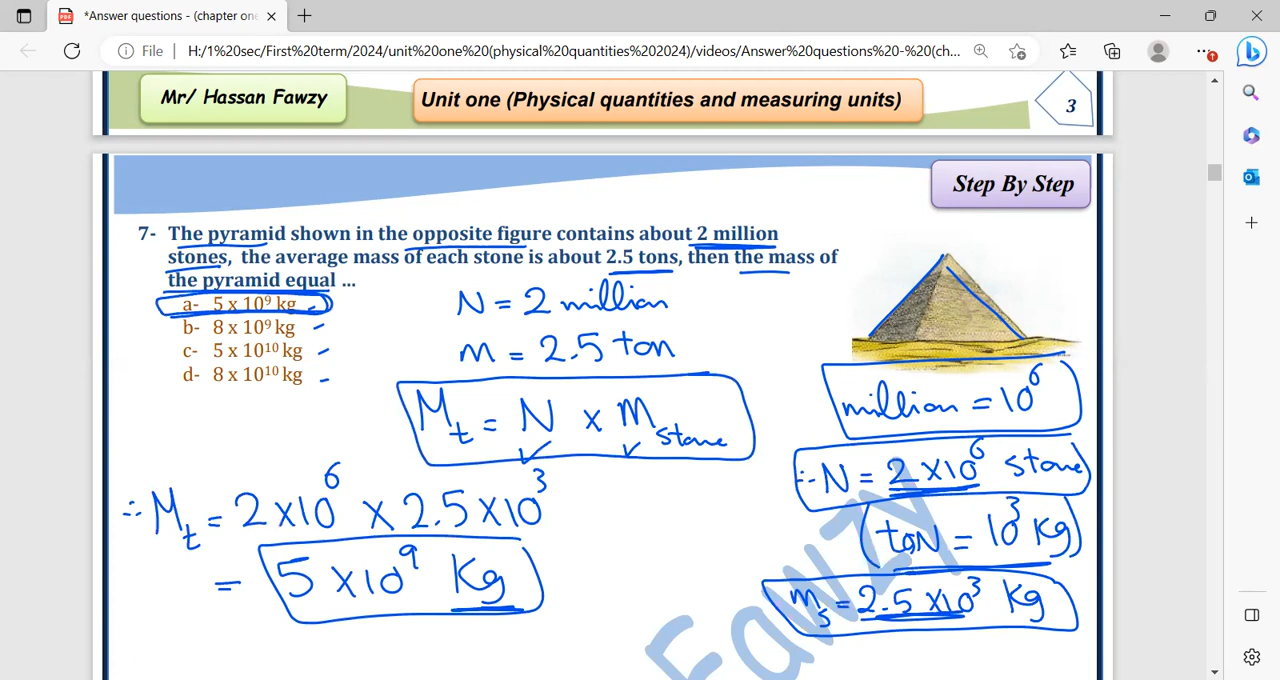 *Answer questions - (chapter one
File
H:/1%20sec/First%20term/2024/unit%20one%20(physical%20quantities%202024)/videos/Answer%20questions%20-%20(ch...
Mr/ Hassan Fawzy
Unit one (Physical quantities and measuring units)
3
Step By Step
7- The pyramid shown in the opposite figure contains about 2 million
stones, the average mass of each stone is about 2.5 tons, then the mass of
the pyramid equal ...
a- 5 x 10⁹ kg
b- 8 x 10⁹ kg
c- 5 x 10¹⁰ kg
d- 8 x 10¹⁰ kg
N = 2 million
m = 2.5 ton
M_t = N x M_stone
million = 10⁶
∴ N = 2 x 10⁶ stone
ton = 10³ Kg
m_s = 2.5 x 10³ Kg
∴ M_t = 2 x 10⁶ x 2.5 x 10³
= 5 x 10⁹ Kg
Fawzy